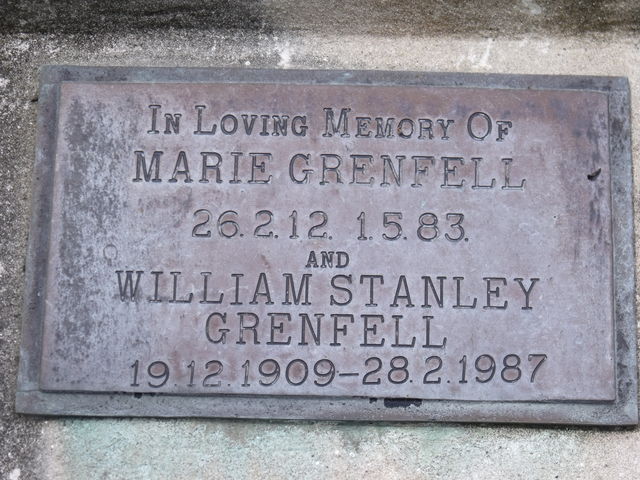 In Loving Memory Of
MARIE GRENFELL
26.2.12. 1.5.83.
AND
WILLIAM STANLEY
GRENFELL
19.12.1909-28.2.1987